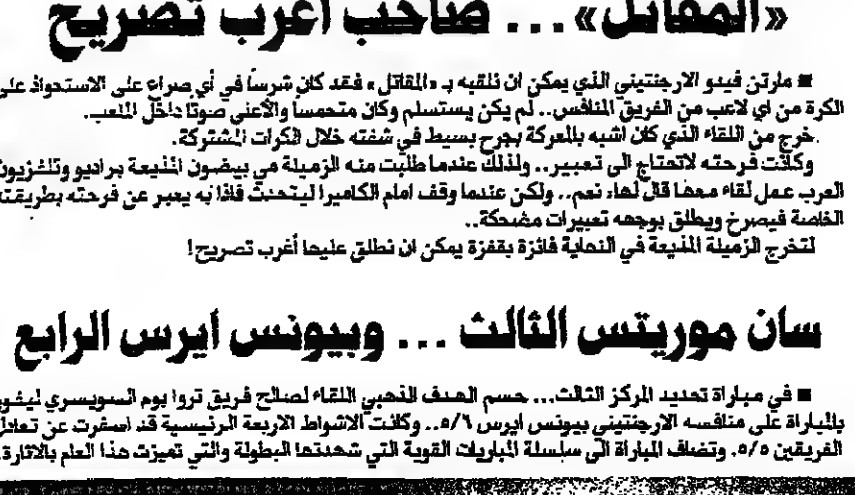 «المقاتل»... صاحب أغرب تصريح
■ مارتن فيدو الارجنتيني الذي يمكن ان نلقبه بـ «المقاتل» فقد كان شرساً في أي صراع على الاستحواذ على
الكرة من اي لاعب من الفريق المنافس.. لم يكن يستسلم وكان متحمساً والأعلى صوتا داخل الملعب.
خرج من اللقاء الذي كان اشبه بالمعركة بجرح بسيط في شفته خلال الكرات المشتركة.
وكانت فرحته لاتحتاج الى تعبير.. ولذلك عندما طلبت منه الزميلة مي بيضون المذيعة براديو وتلفزيون
العرب عمل لقاء معها قال لها: نعم.. ولكن عندما وقف امام الكاميرا ليتحدث فاذا به يعبر عن فرحته بطريقته
الخاصة فيصرخ ويطلق بوجهه تعبيرات مضحكة..
لتخرج الزميلة المذيعة في النهاية فائزة بقفزة يمكن ان نطلق عليها أغرب تصريح!
سان موريتس الثالث ... وبيونس ايرس الرابع
■ في مباراة تحديد المركز الثالث... حسم الهدف الذهبي اللقاء لصالح فريق تروا يوم السويسري ليفوز
بالمباراة على منافسه الارجنتيني بيونس ايرس ٥/٦.. وكانت الاشواط الاربعة الرئيسية قد اسفرت عن تعادل
الفريقين ٥/٥. وتضاف المباراة الى سلسلة المباريات القوية التي شهدتها البطولة والتي تميزت هذا العام بالاثارة.